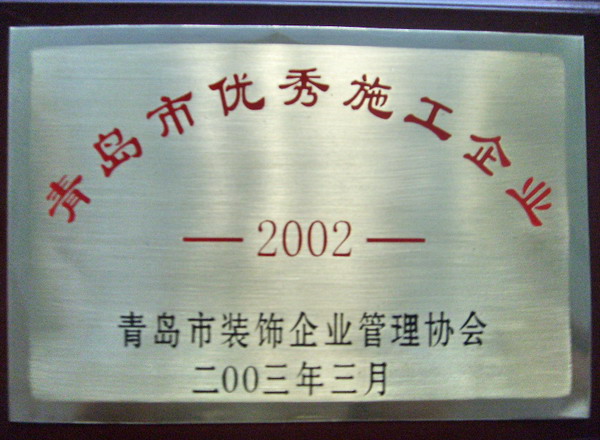 青岛市优秀施工企业
— 2002 —
青岛市装饰企业管理协会
二00三年三月